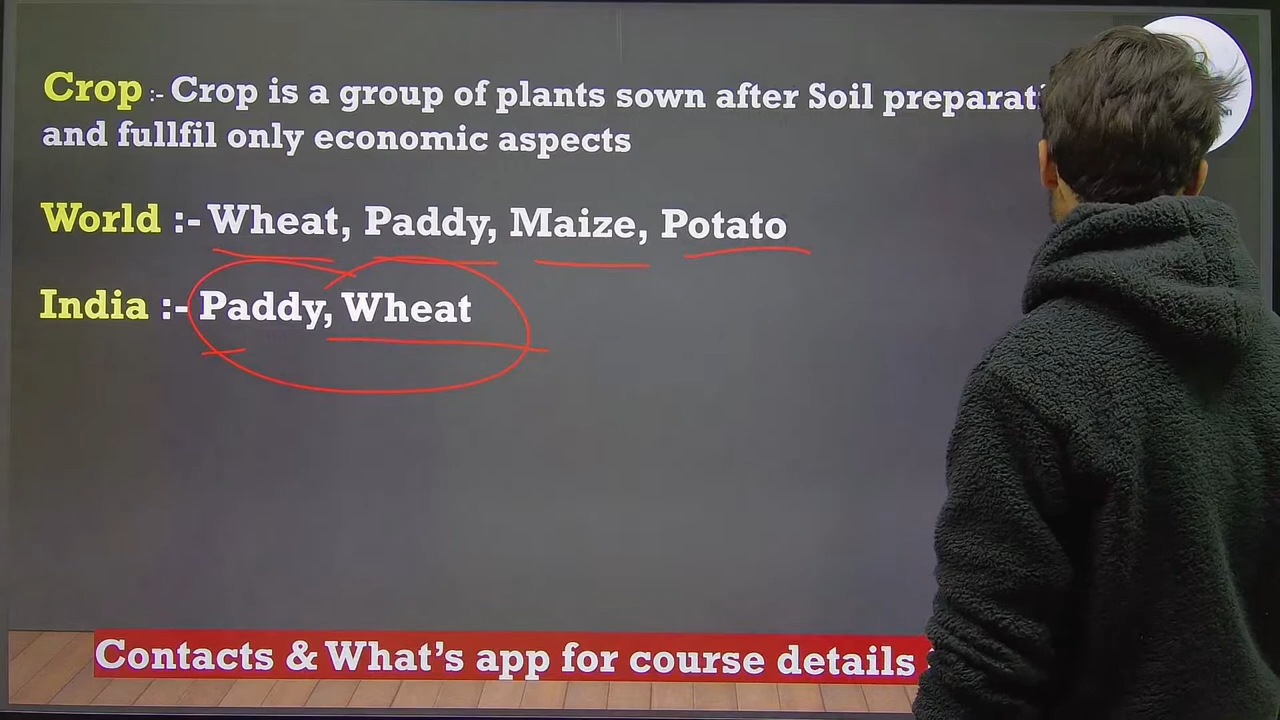 Crop :- Crop is a group of plants sown after Soil
and fullfil only economic aspects
World :- Wheat, Paddy, Maize, Potato
India :- Paddy, Wheat
Contacts & What's app for course details